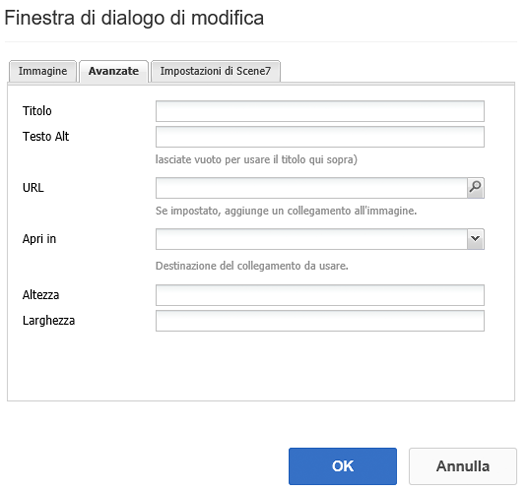 Finestra di dialogo di modifica
Immagine Avanzate Impostazioni di Scene7
Titolo
Testo Alt
lasciate vuoto per usare il titolo qui sopra)
URL
Se impostato, aggiunge un collegamento all'immagine.
Apri in
Destinazione del collegamento da usare.
Altezza
Larghezza
OK Annulla